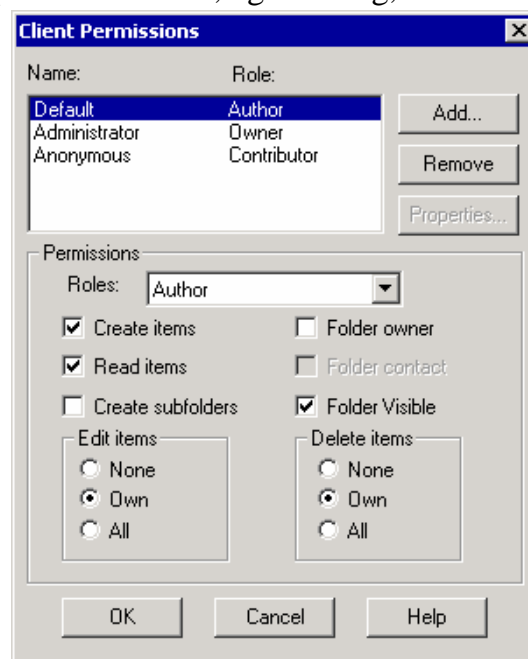 Client Permissions
Name: Role:
Default Author
Administrator Owner
Anonymous Contributor
Add...
Remove
Properties...
Permissions
Roles: Author
Create items Folder owner
Read items Folder contact
Create subfolders Folder Visible
Edit items Delete items
None None
Own Own
All All
OK Cancel Help